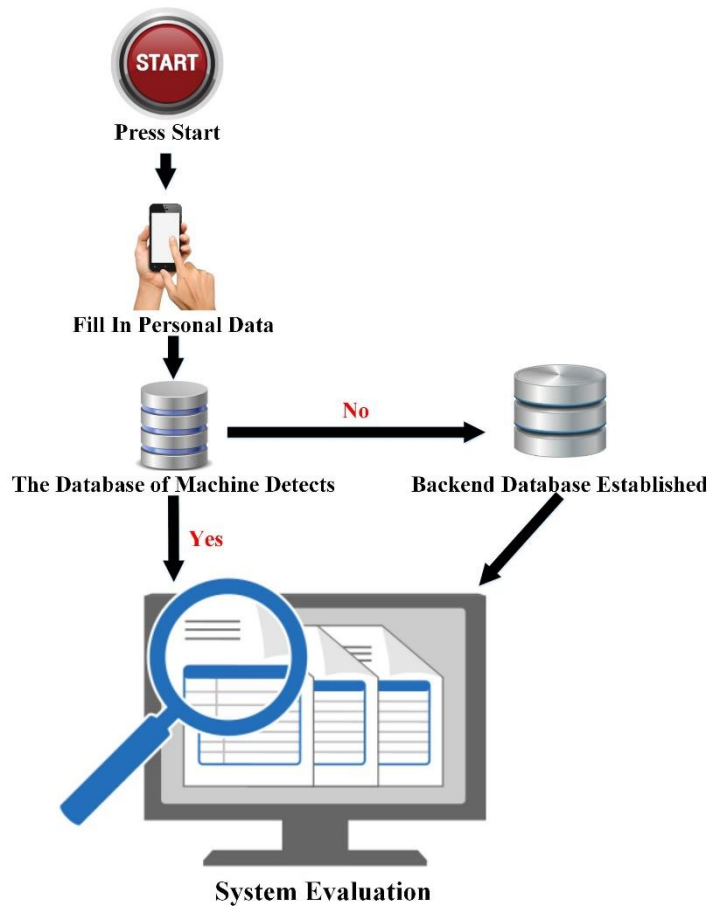 START
Press Start
Fill In Personal Data
No
The Database of Machine Detects
Backend Database Established
Yes
System Evaluation